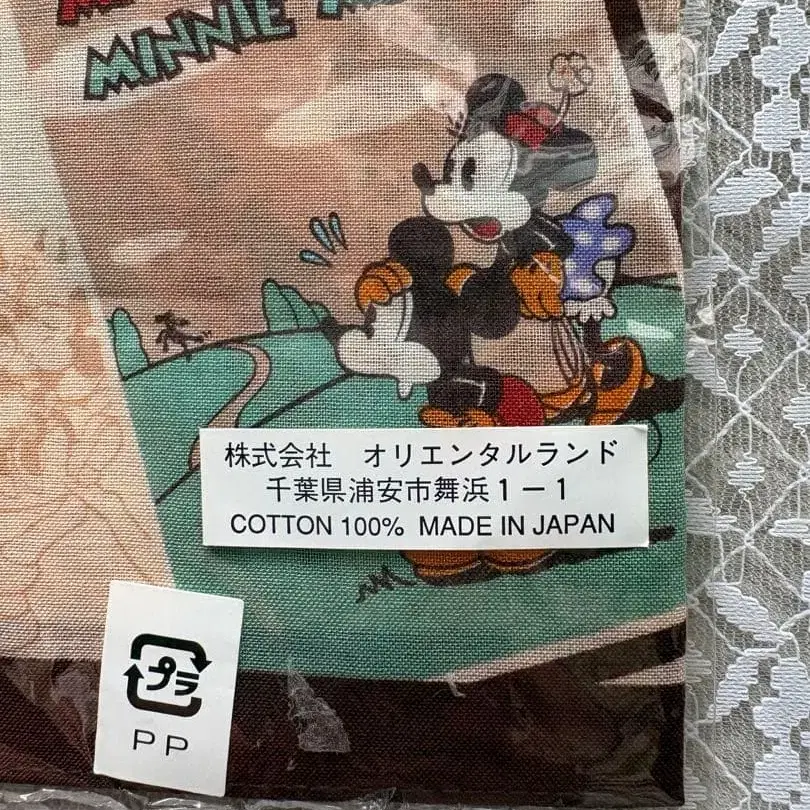 MINNIE
株式会社　オリエンタルランド
千葉県浦安市舞浜１－１
COTTON 100% MADE IN JAPAN
プラ
PP